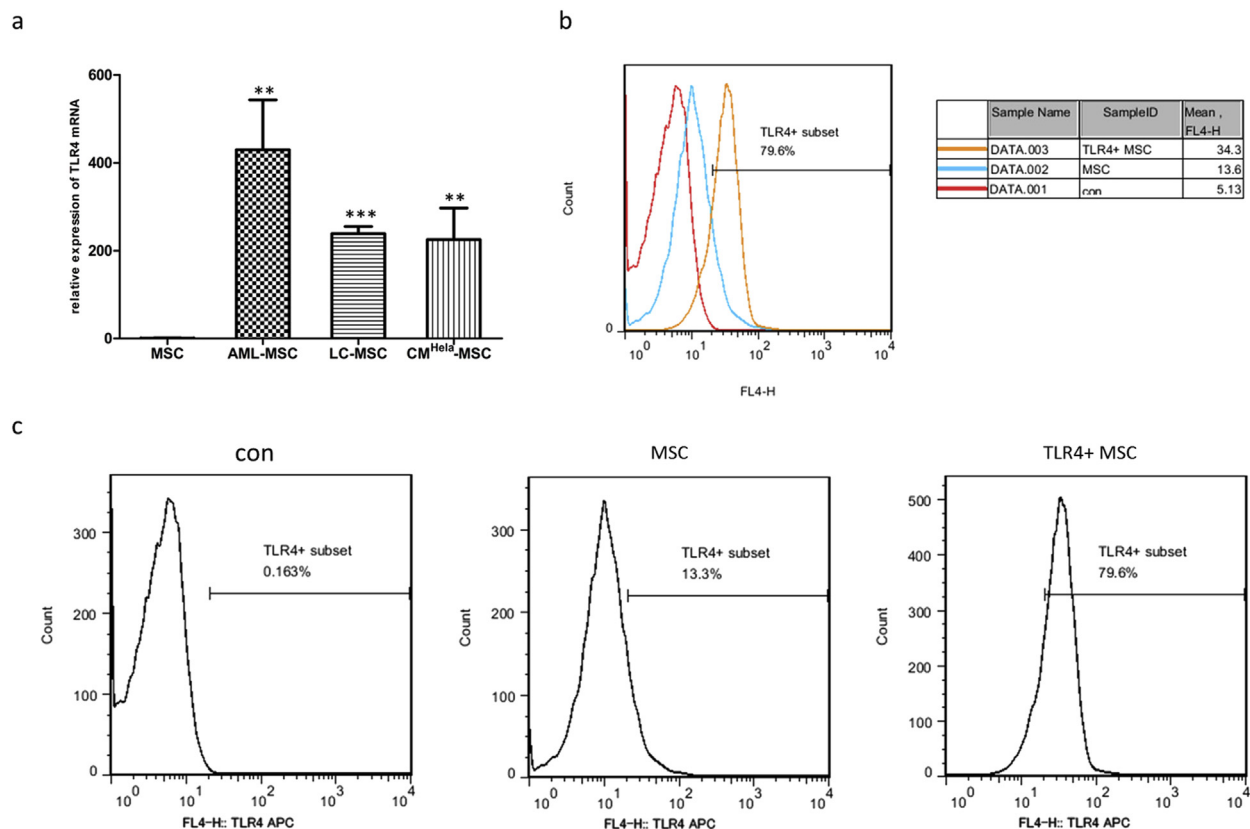 a
relative expression of TLR4 mRNA
600
400
200
0
**
***
**
MSC
AML-MSC
LC-MSC
CM^Hela-MSC
b
Count
0
TLR4+ subset
79.6%
10^0 10^1 10^2 10^3 10^4
FL4-H
Sample Name SampleID Mean , FL4-H
DATA.003 TLR4+ MSC 34.3
DATA.002 MSC 13.6
DATA.001 con 5.13
c
con
Count
300
200
100
0
TLR4+ subset
0.163%
10^0 10^1 10^2 10^3 10^4
FL4-H:: TLR4 APC
MSC
Count
300
200
100
0
TLR4+ subset
13.3%
10^0 10^1 10^2 10^3 10^4
FL4-H:: TLR4 APC
TLR4+ MSC
Count
500
400
300
200
100
0
TLR4+ subset
79.6%
10^0 10^1 10^2 10^3 10^4
FL4-H:: TLR4 APC